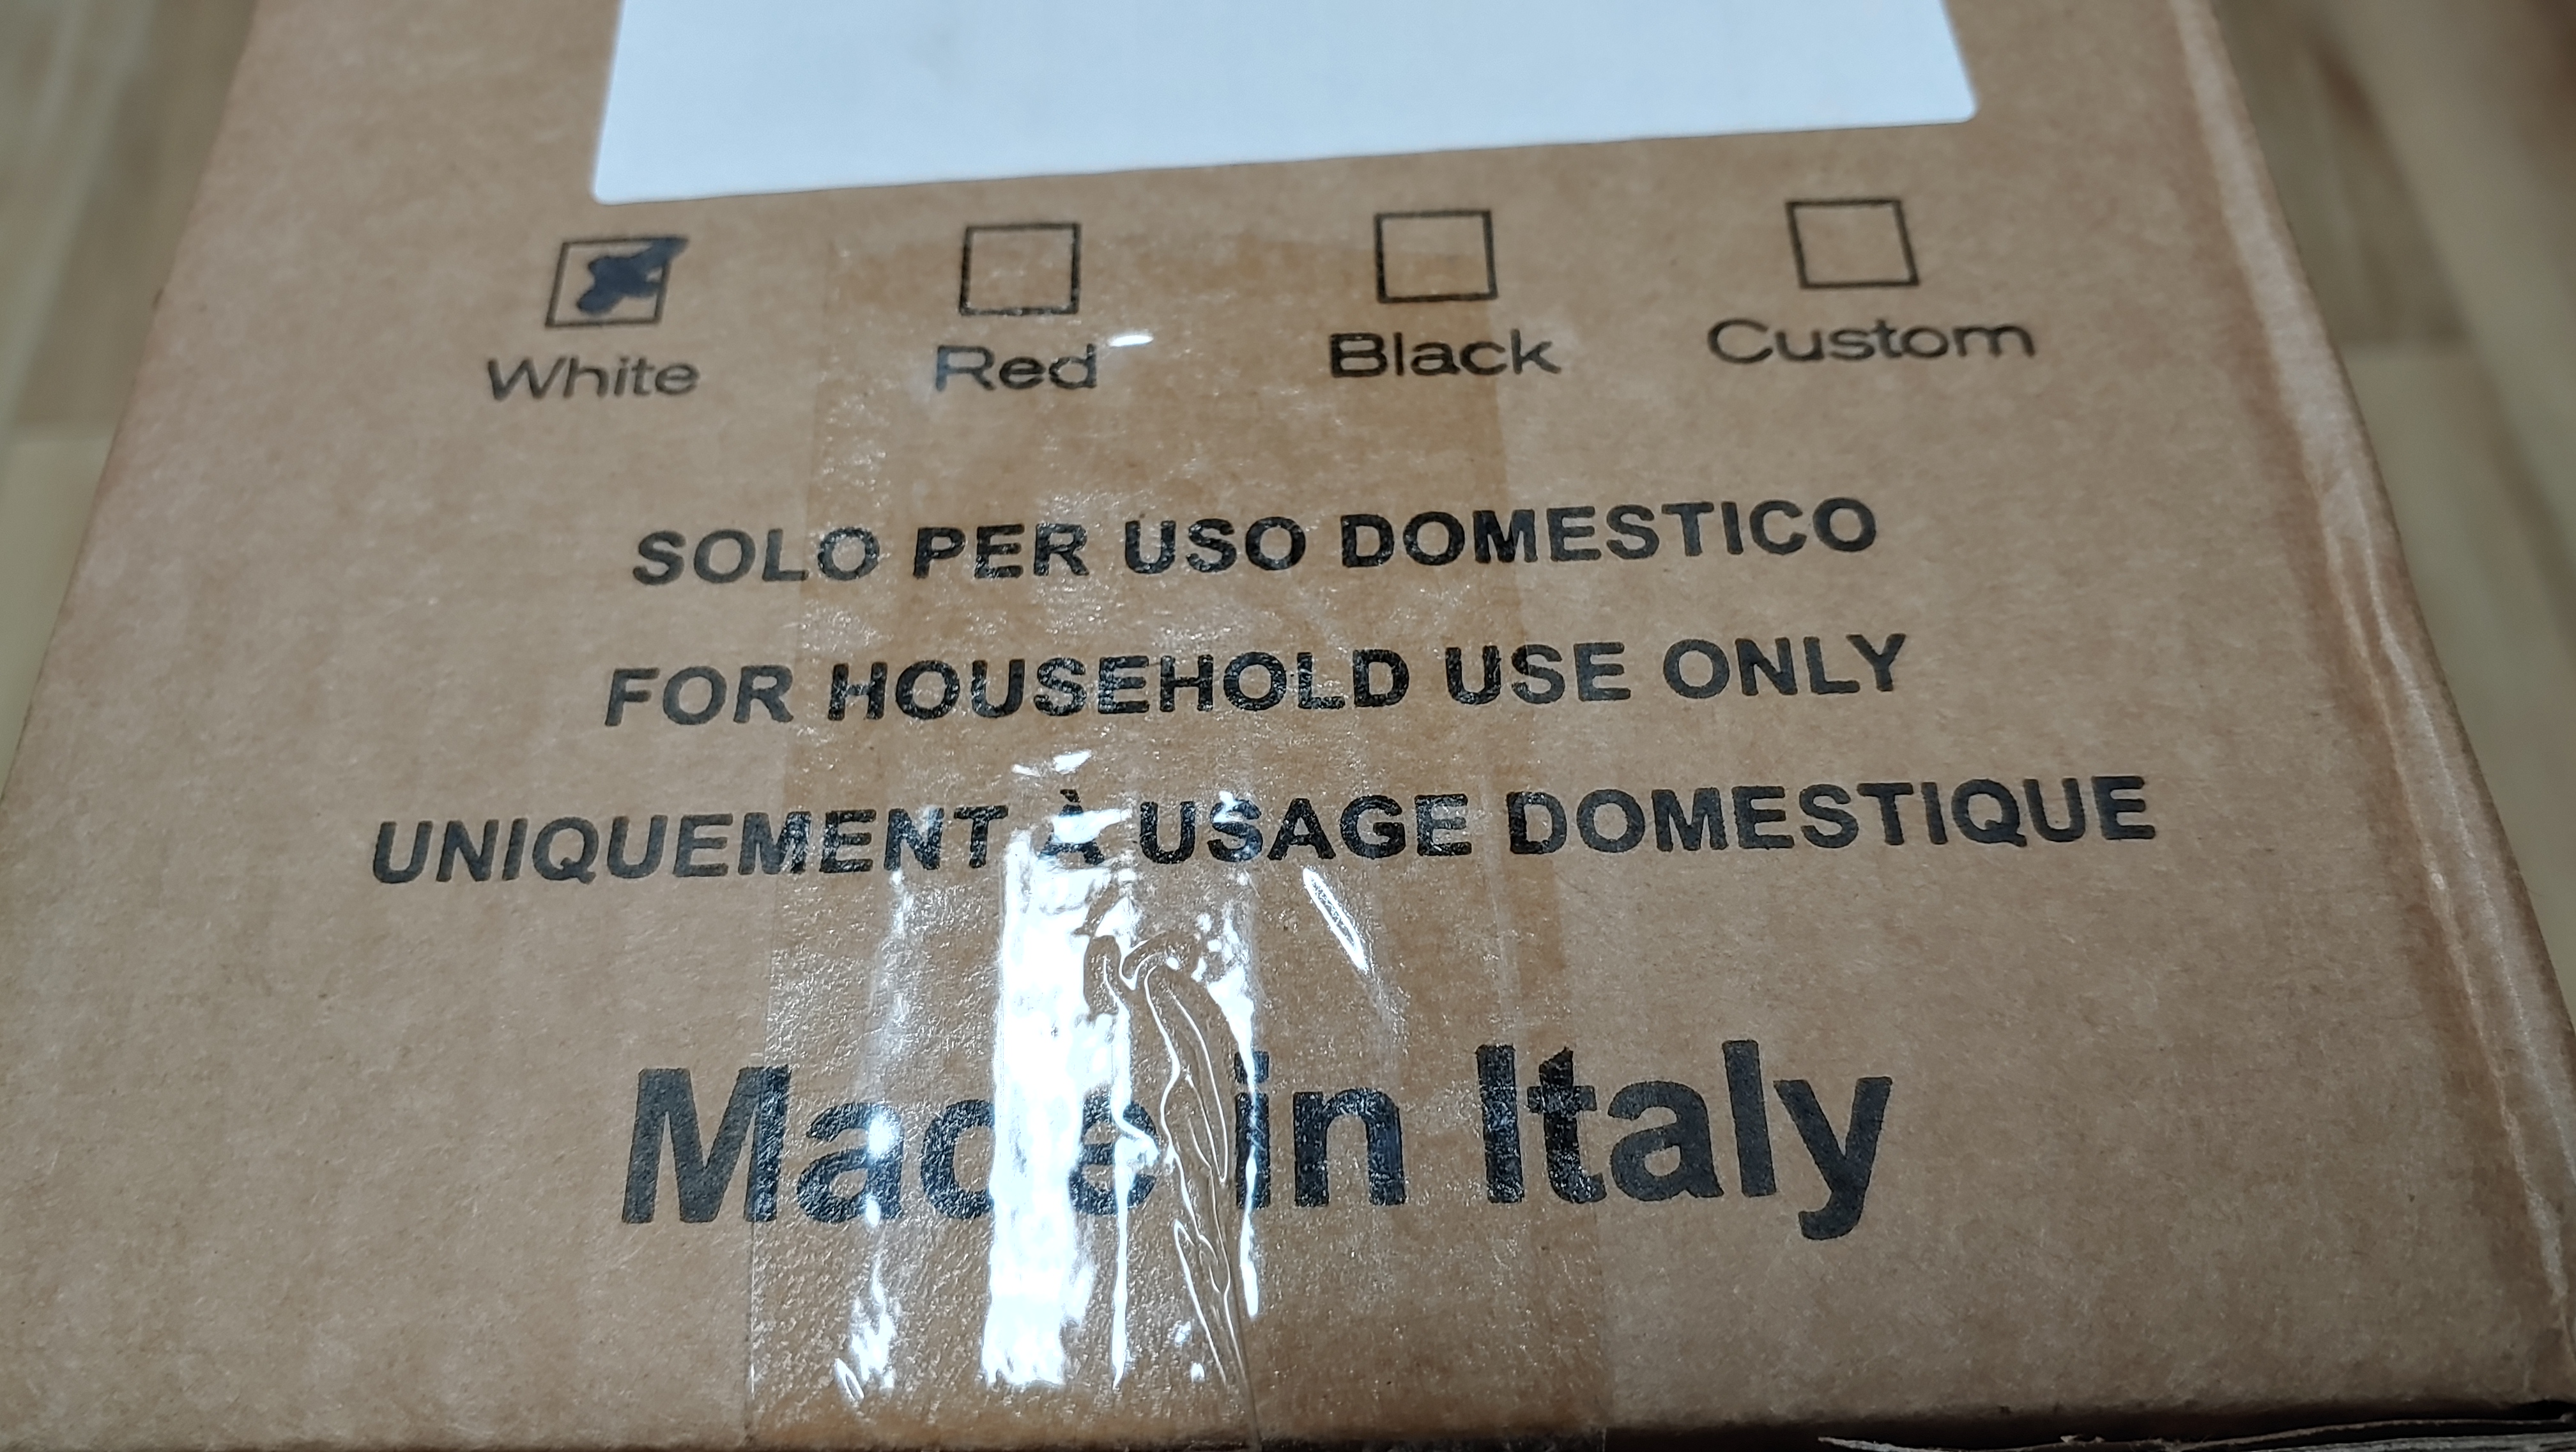 White Red Black Custom
SOLO PER USO DOMESTICO
FOR HOUSEHOLD USE ONLY
UNIQUEMENT À USAGE DOMESTIQUE
Made in Italy